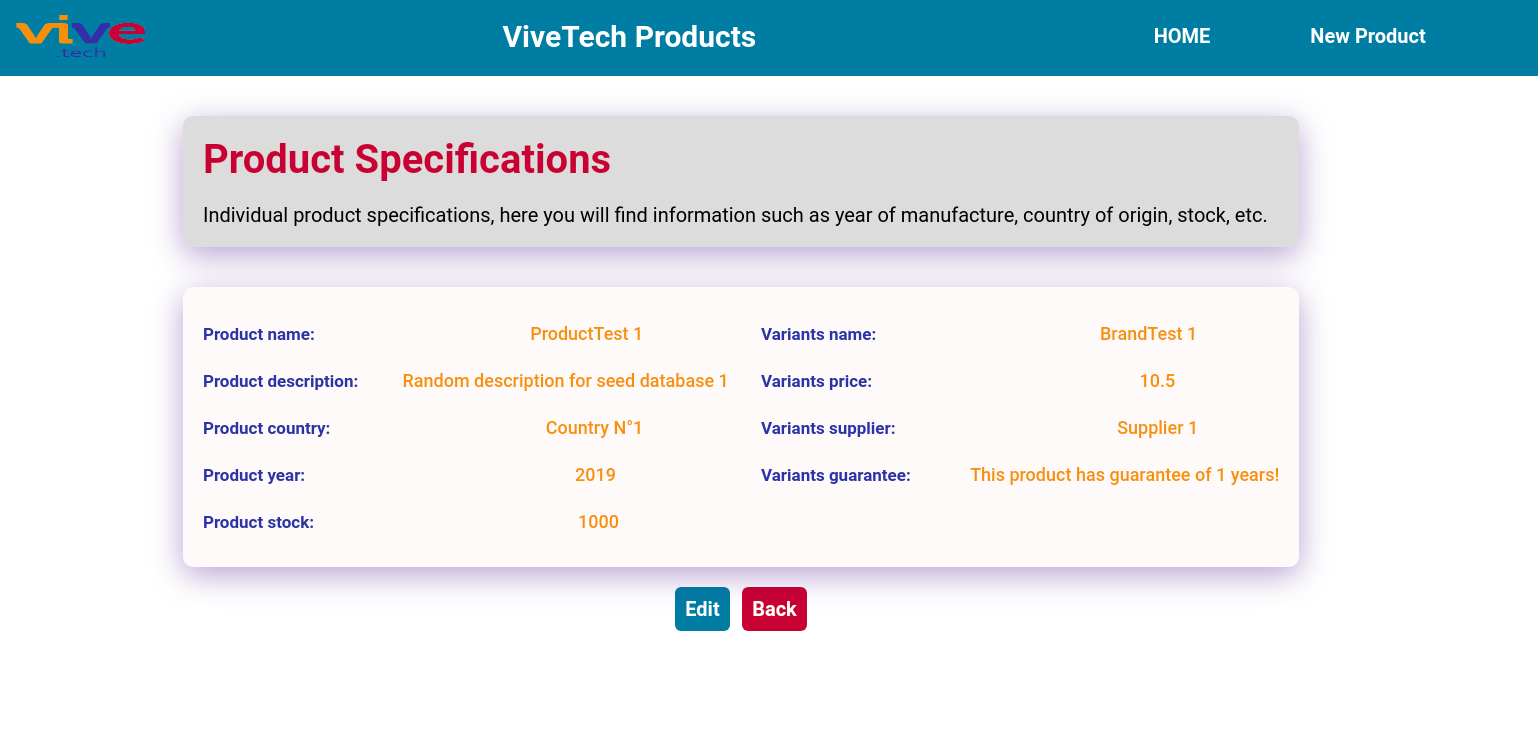 vive
.tech
ViveTech Products
HOME
New Product
Product Specifications
Individual product specifications, here you will find information such as year of manufacture, country of origin, stock, etc.
Product name: ProductTest 1 Variants name: BrandTest 1
Product description: Random description for seed database 1 Variants price: 10.5
Product country: Country N°1 Variants supplier: Supplier 1
Product year: 2019 Variants guarantee: This product has guarantee of 1 years!
Product stock: 1000
Edit Back